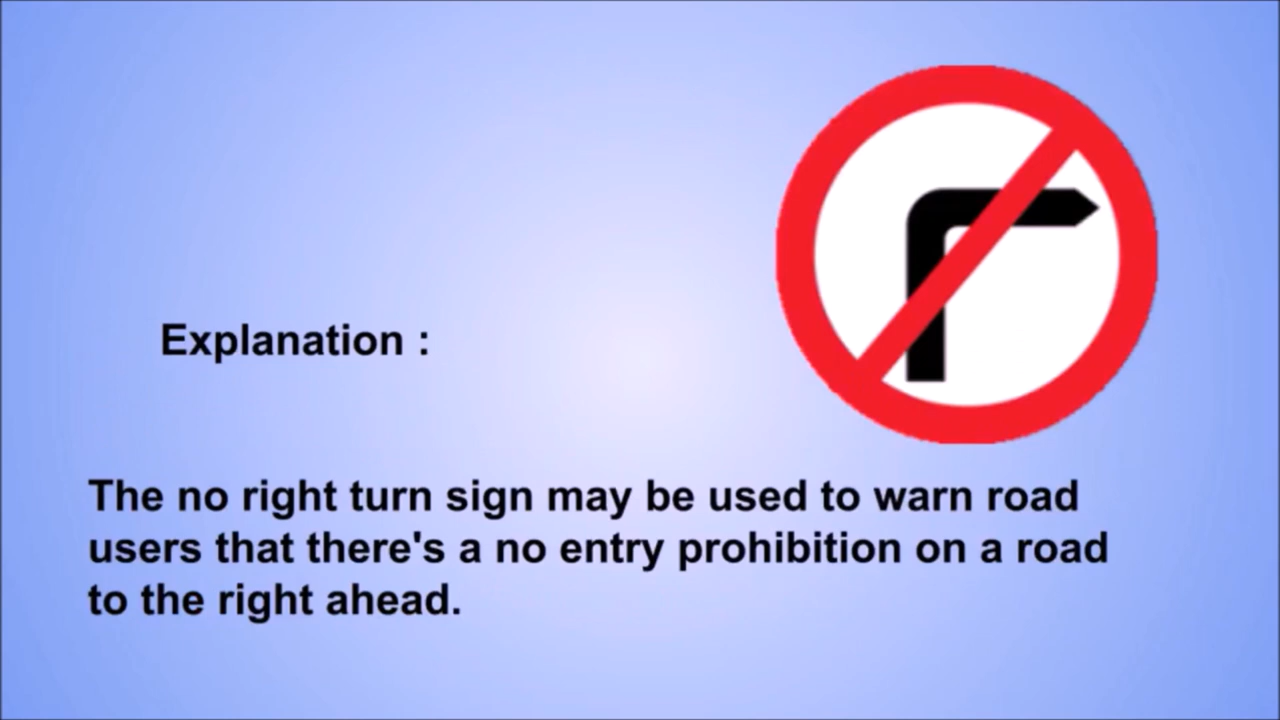 Explanation :
The no right turn sign may be used to warn road
users that there's a no entry prohibition on a road
to the right ahead.